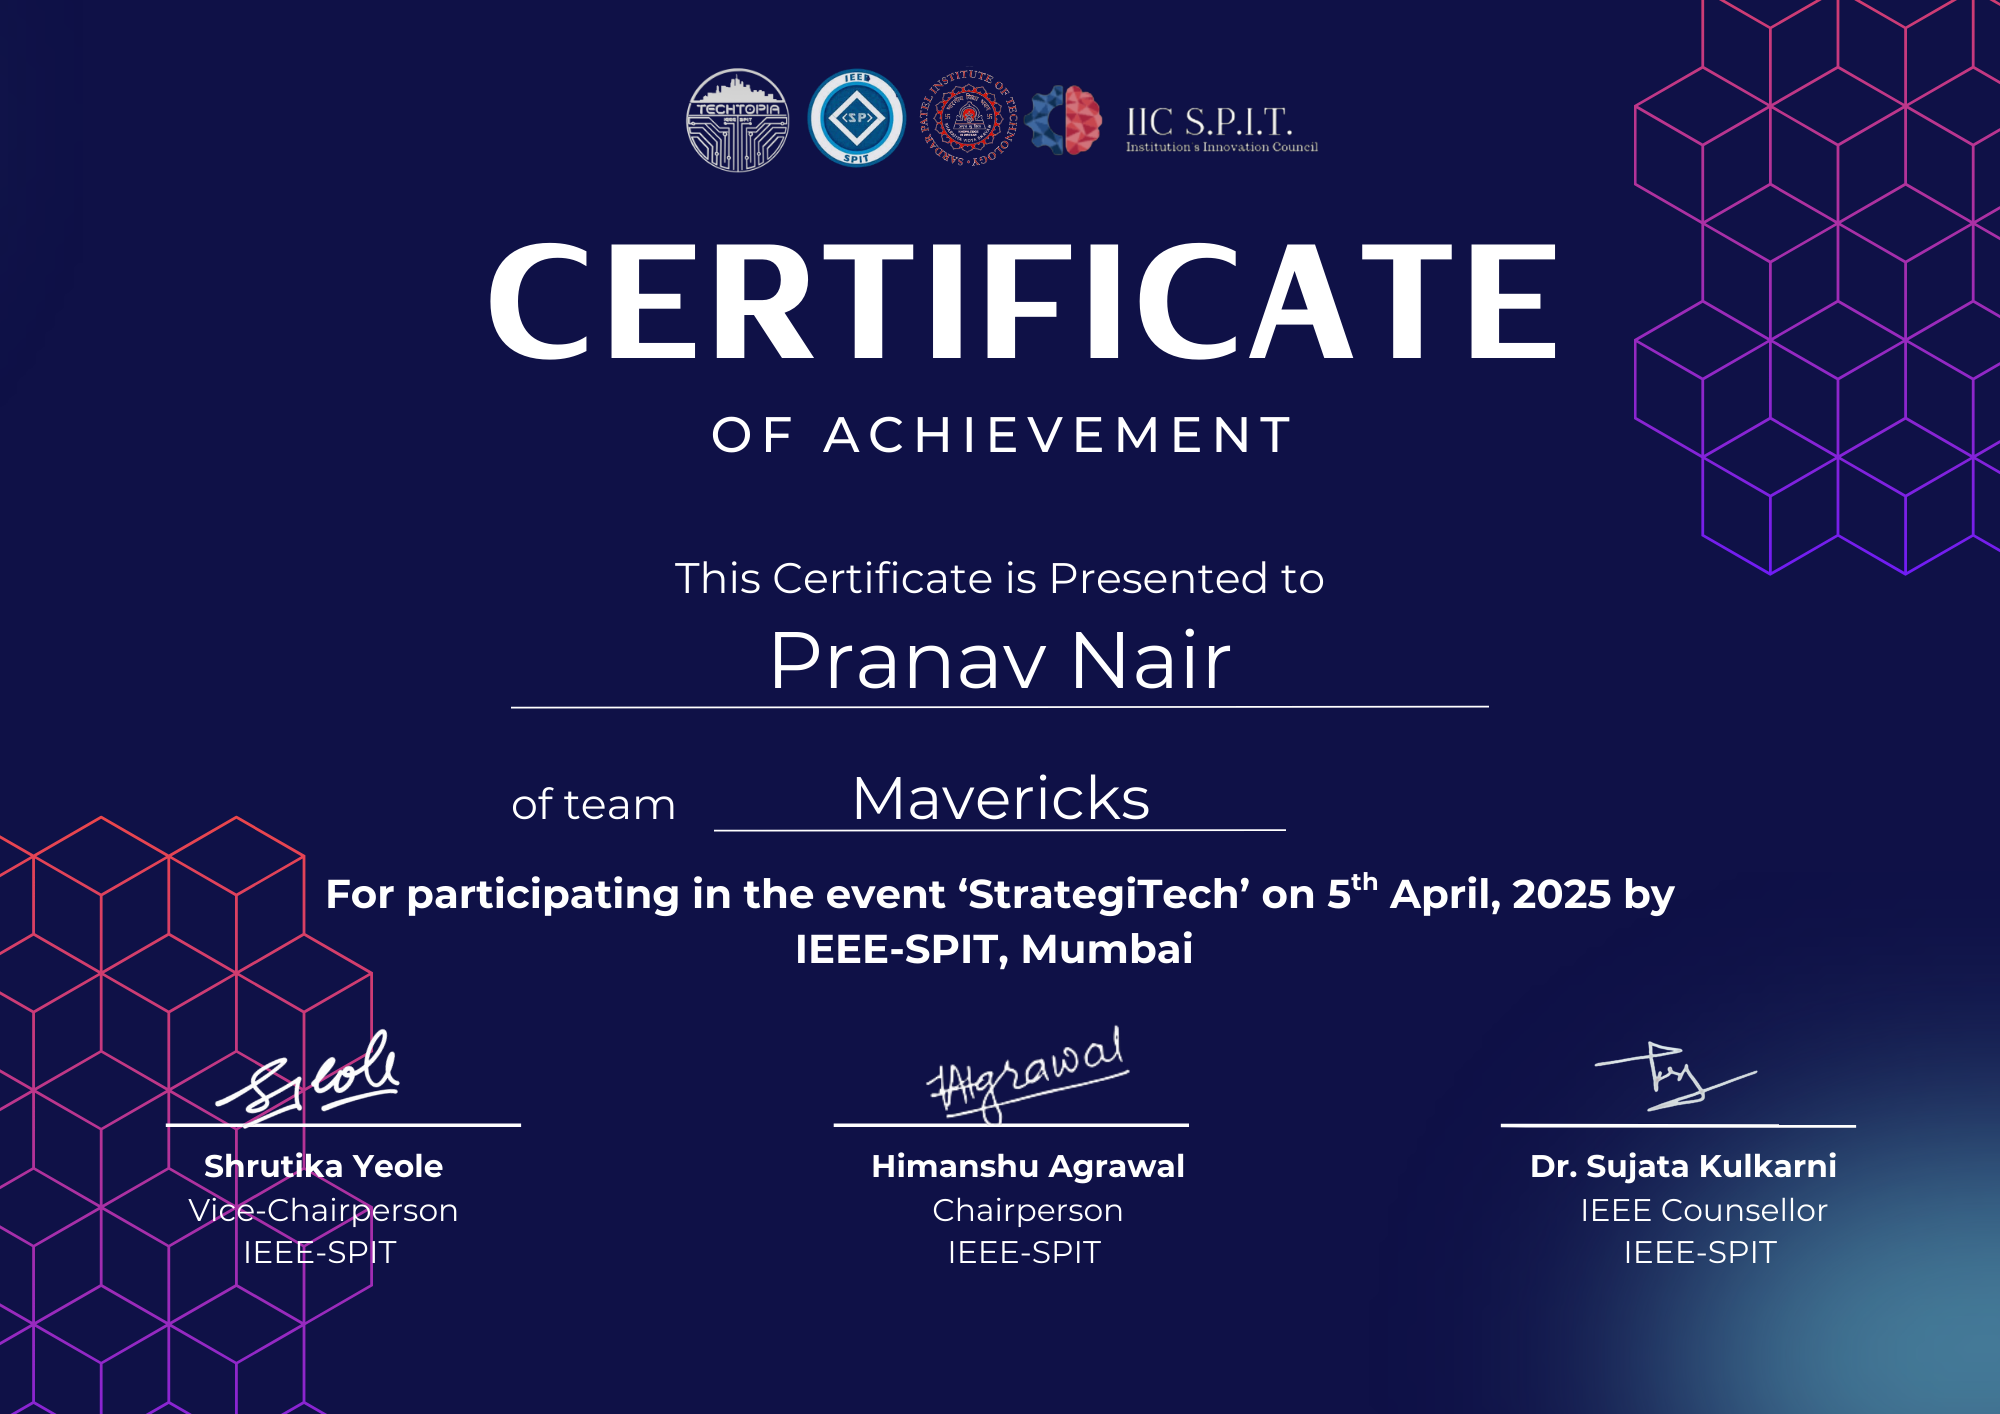 TECHTOPIA
IEEE SPIT
IEEE
<SP>
SPIT
SARDAR PATEL INSTITUTE OF TECHNOLOGY
IIC S.P.I.T.
Institution's Innovation Council
CERTIFICATE
OF ACHIEVEMENT
This Certificate is Presented to
Pranav Nair
of team Mavericks
For participating in the event ‘StrategiTech’ on 5th April, 2025 by
IEEE-SPIT, Mumbai
Syeole
HAgrawal
Shrutika Yeole
Vice-Chairperson
IEEE-SPIT
Himanshu Agrawal
Chairperson
IEEE-SPIT
Dr. Sujata Kulkarni
IEEE Counsellor
IEEE-SPIT